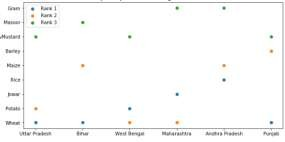 Gram
Rank 1
Rank 2
Rank 3
Masoor
Mustard
Barley
Maize
Rice
Jowar
Potato
Wheat
Uttar Pradesh
Bihar
West Bengal
Maharashtra
Andhra Pradesh
Punjab